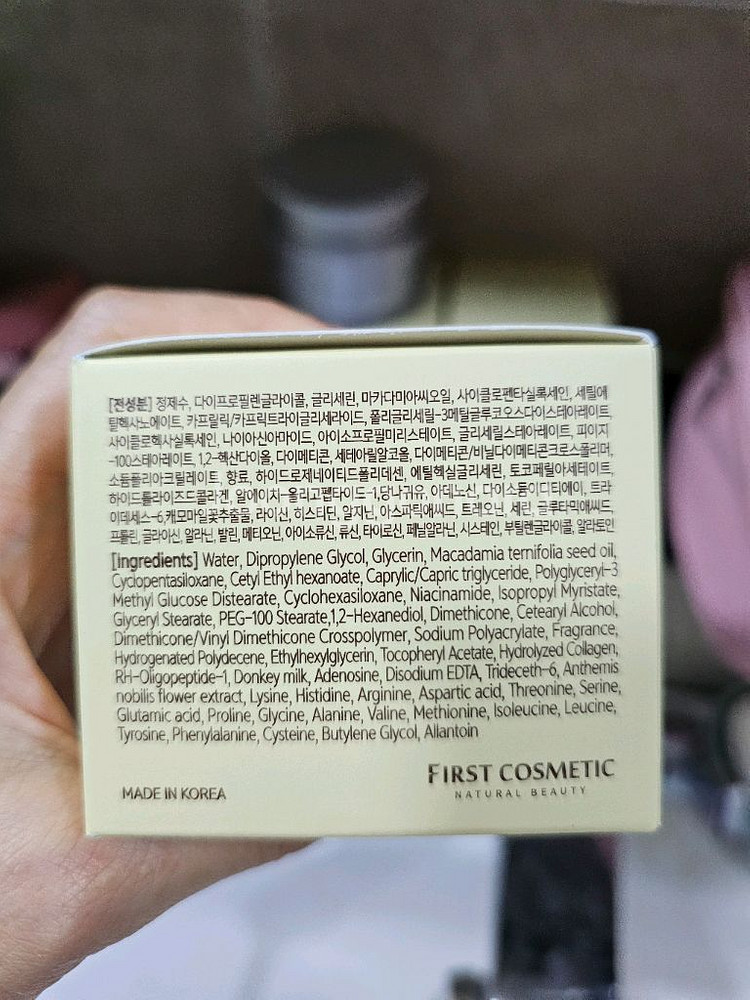 [전성분] 정제수, 다이프로필렌글라이콜, 글리세린, 마카다미아씨오일, 사이클로펜타실록세인, 세틸에
틸헥사노에이트, 카프릴릭/카프릭트라이글리세라이드, 폴리글리세릴-3메틸글루코오스다이스테아레이트,
사이클로헥사실록세인, 나이아신아마이드, 아이소프로필미리스테이트, 글리세릴스테아레이트, 피이지
-100스테아레이트, 1,2-헥산다이올, 다이메티콘, 세테아릴알코올, 다이메티콘/비닐다이메티콘크로스폴리머,
소듐폴리아크릴레이트, 향료, 하이드로제네이티드폴리데센, 에틸헥실글리세린, 토코페릴아세테이트,
하이드롤라이즈드콜라겐, 알에이치-올리고펩타이드-1,당나귀유, 아데노신, 다이소듐이디티에이, 트라
이데세스-6,캐모마일꽃추출물, 라이신, 히스티딘, 알지닌, 아스파틱애씨드, 트레오닌, 세린, 글루타믹애씨드,
프롤린, 글라이신, 알라닌, 발린, 메티오닌, 아이소류신, 류신, 타이로신, 페닐알라닌, 시스테인, 부틸렌글라이콜, 알란토인
[Ingredients] Water, Dipropylene Glycol, Glycerin, Macadamia ternifolia seed oil,
Cyclopentasiloxane, Cetyl Ethyl hexanoate, Caprylic/Capric triglyceride, Polyglyceryl-3
Methyl Glucose Distearate, Cyclohexasiloxane, Niacinamide, Isopropyl Myristate,
Glyceryl Stearate, PEG-100 Stearate,1,2-Hexanediol, Dimethicone, Cetearyl Alcohol,
Dimethicone/Vinyl Dimethicone Crosspolymer, Sodium Polyacrylate, Fragrance,
Hydrogenated Polydecene, Ethylhexylglycerin, Tocopheryl Acetate, Hydrolyzed Collagen,
RH-Oligopeptide-1, Donkey milk, Adenosine, Disodium EDTA, Trideceth-6, Anthemis
nobilis flower extract, Lysine, Histidine, Arginine, Aspartic acid, Threonine, Serine,
Glutamic acid, Proline, Glycine, Alanine, Valine, Methionine, Isoleucine, Leucine,
Tyrosine, Phenylalanine, Cysteine, Butylene Glycol, Allantoin
FIRST COSMETIC
NATURAL BEAUTY
MADE IN KOREA